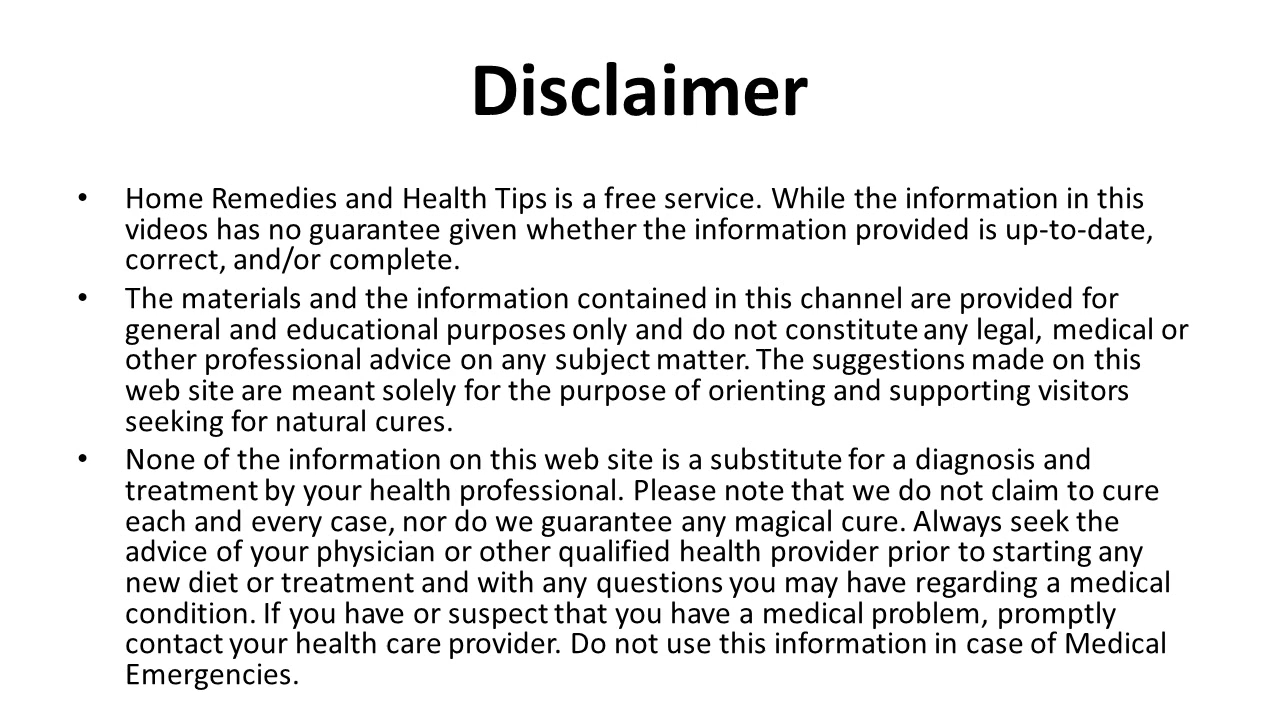 Disclaimer
• Home Remedies and Health Tips is a free service. While the information in this
videos has no guarantee given whether the information provided is up-to-date,
correct, and/or complete.
• The materials and the information contained in this channel are provided for
general and educational purposes only and do not constitute any legal, medical or
other professional advice on any subject matter. The suggestions made on this
web site are meant solely for the purpose of orienting and supporting visitors
seeking for natural cures.
• None of the information on this web site is a substitute for a diagnosis and
treatment by your health professional. Please note that we do not claim to cure
each and every case, nor do we guarantee any magical cure. Always seek the
advice of your physician or other qualified health provider prior to starting any
new diet or treatment and with any questions you may have regarding a medical
condition. If you have or suspect that you have a medical problem, promptly
contact your health care provider. Do not use this information in case of Medical
Emergencies.